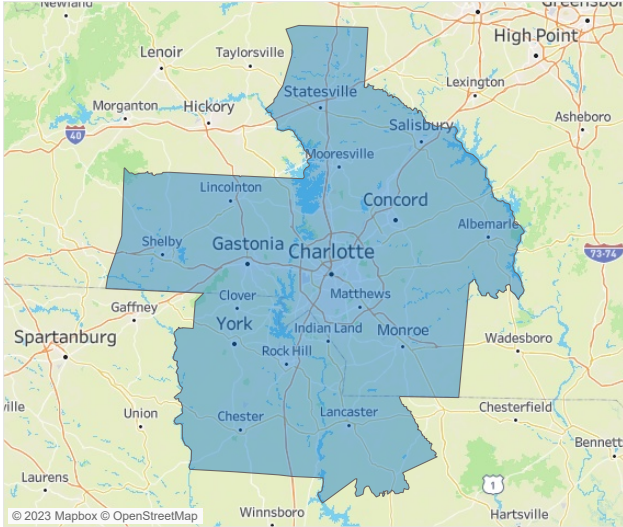 Newland
Greensboro
High Point
Lenoir
Taylorsville
Lexington
Statesville
Morganton
Hickory
Asheboro
Salisbury
40
Mooresville
Lincolnton
Concord
Albemarle
Shelby
Gastonia
Charlotte
73-74
Clover
Matthews
Gaffney
York
Indian Land
Monroe
Spartanburg
Rock Hill
Wadesboro
ville
Union
Chester
Lancaster
Chesterfield
Bennett
Laurens
1
Winnsboro
Hartsville
© 2023 Mapbox © OpenStreetMap